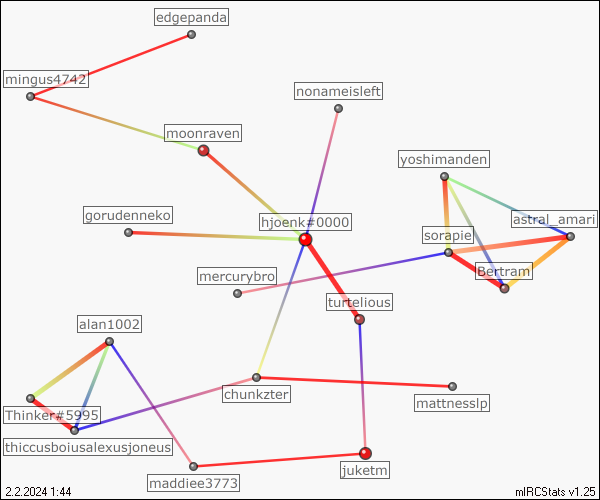 edgepanda
mingus4742
nonameisleft
moonraven
yoshimanden
gorudenneko
hjoenk#0000
astral_amari
sorapiel
mercurybro
Bertram
turtelious
alan1002
chunkzter
mattnesslp
Thinker#5995
thiccusboiusalexusjoneus
maddiee3773
juketm
2.2.2024 1:44
mIRCStats v1.25